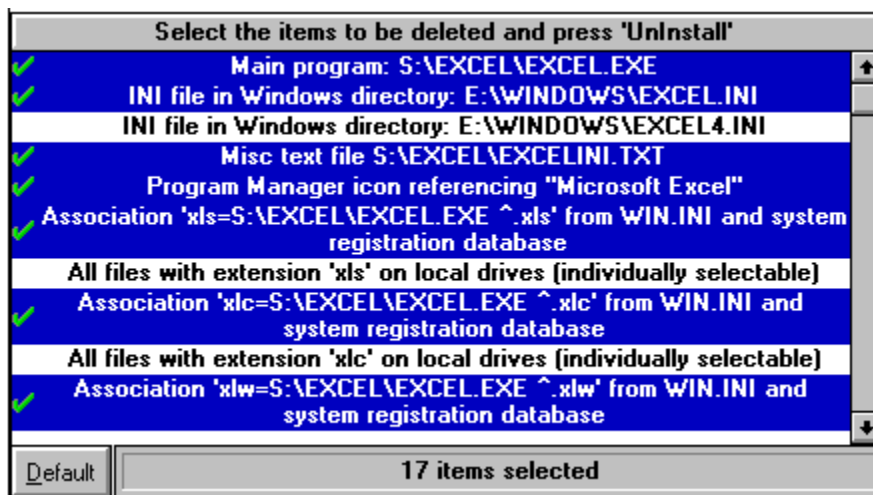 Select the items to be deleted and press 'UnInstall'
Main program: S:\EXCEL\EXCEL.EXE
INI file in Windows directory: E:\WINDOWS\EXCEL.INI
INI file in Windows directory: E:\WINDOWS\EXCEL4.INI
Misc text file S:\EXCEL\EXCELINI.TXT
Program Manager icon referencing "Microsoft Excel"
Association 'xls=S:\EXCEL\EXCEL.EXE ^.xls' from WIN.INI and system
registration database
All files with extension 'xls' on local drives (individually selectable)
Association 'xlc=S:\EXCEL\EXCEL.EXE ^.xlc' from WIN.INI and
system registration database
All files with extension 'xlc' on local drives (individually selectable)
Association 'xlw=S:\EXCEL\EXCEL.EXE ^.xlw' from WIN.INI and
system registration database
Default
17 items selected